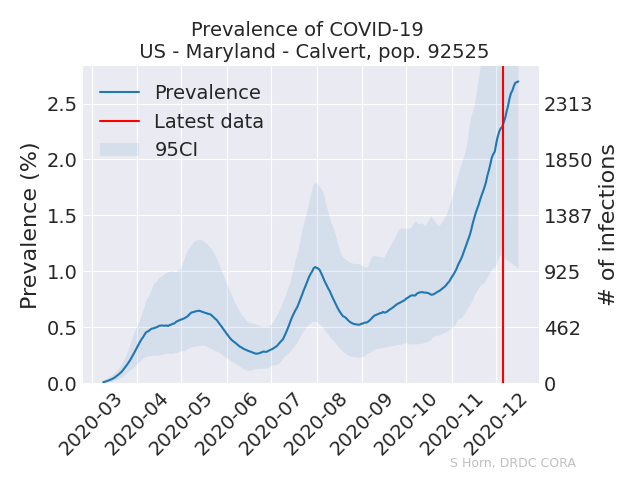 Prevalence of COVID-19
US - Maryland - Calvert, pop. 92525
Prevalence
Latest data
95CI
Prevalence (%)
2.5
2.0
1.5
1.0
0.5
0.0
2313
1850
1387
925
462
0
# of infections
2020-03
2020-04
2020-05
2020-06
2020-07
2020-08
2020-09
2020-10
2020-11
2020-12
S Horn, DRDC CORA